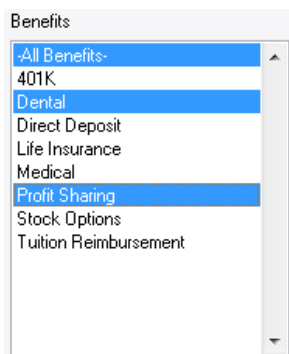 Benefits
-All Benefits-
401K
Dental
Direct Deposit
Life Insurance
Medical
Profit Sharing
Stock Options
Tuition Reimbursement